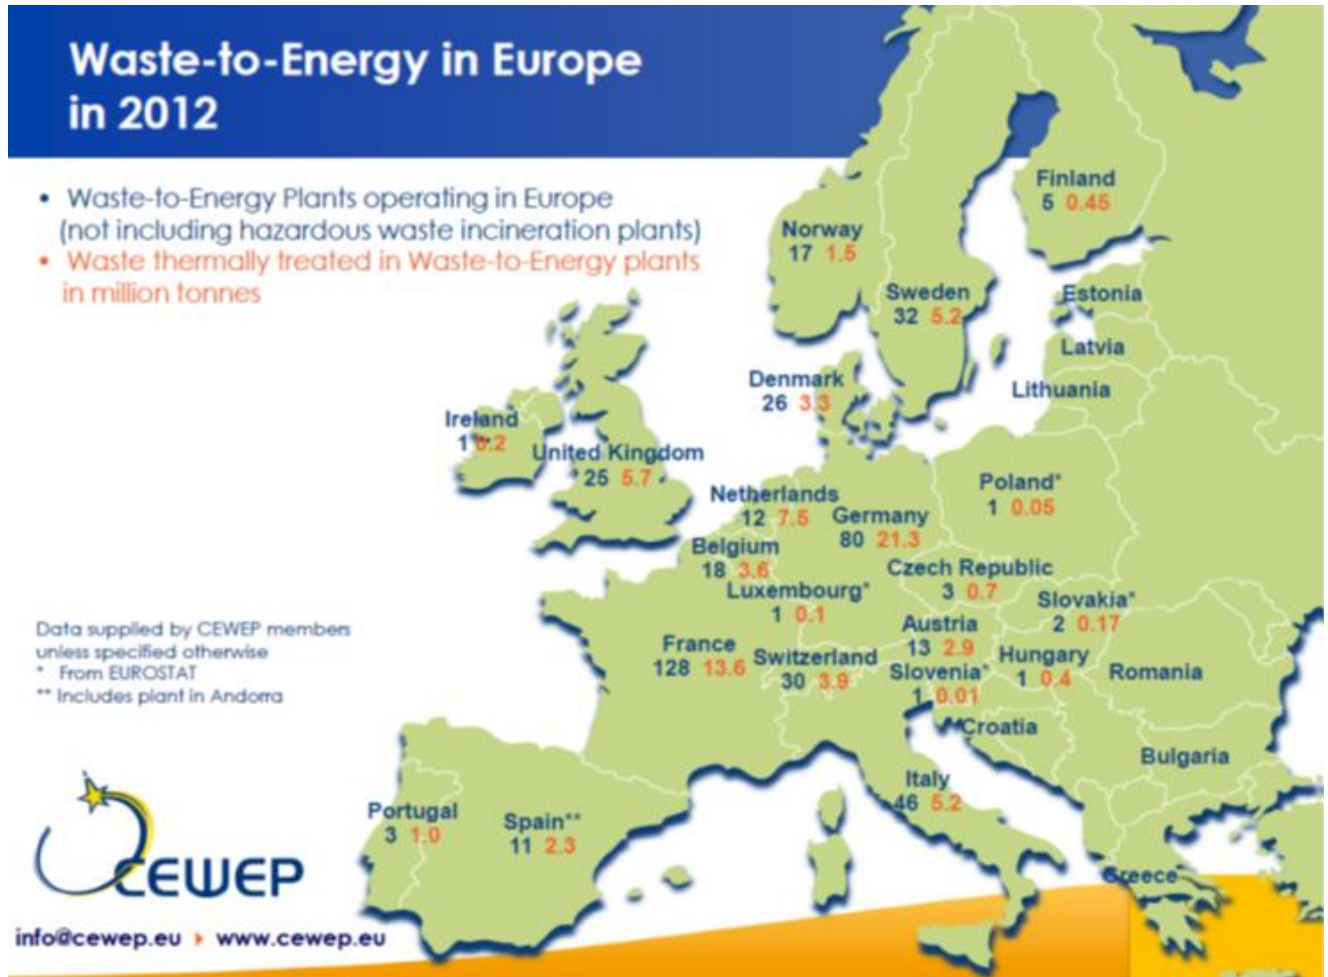 Waste-to-Energy in Europe
in 2012
• Waste-to-Energy Plants operating in Europe
(not including hazardous waste incineration plants)
• Waste thermally treated in Waste-to-Energy plants
in million tonnes
Finland
5 0.45
Norway
17 1.5
Sweden
32 5.2
Estonia
Latvia
Lithuania
Denmark
26 3.3
Ireland
1 0.2
United Kingdom
25 5.7
Netherlands
12 7.5
Germany
80 21.3
Poland*
1 0.05
Belgium
18 3.6
Luxembourg*
1 0.1
Czech Republic
3 0.7
Slovakia*
2 0.17
Austria
13 2.9
France
128 13.6
Switzerland
30 3.9
Slovenia*
1 0.01
Hungary
1 0.4
Romania
Croatia
Bulgaria
Italy
46 5.2
Portugal
3 1.0
Spain**
11 2.3
Greece
Data supplied by CEWEP members
unless specified otherwise
* From EUROSTAT
** Includes plant in Andorra
CEWEP
info@cewep.eu www.cewep.eu